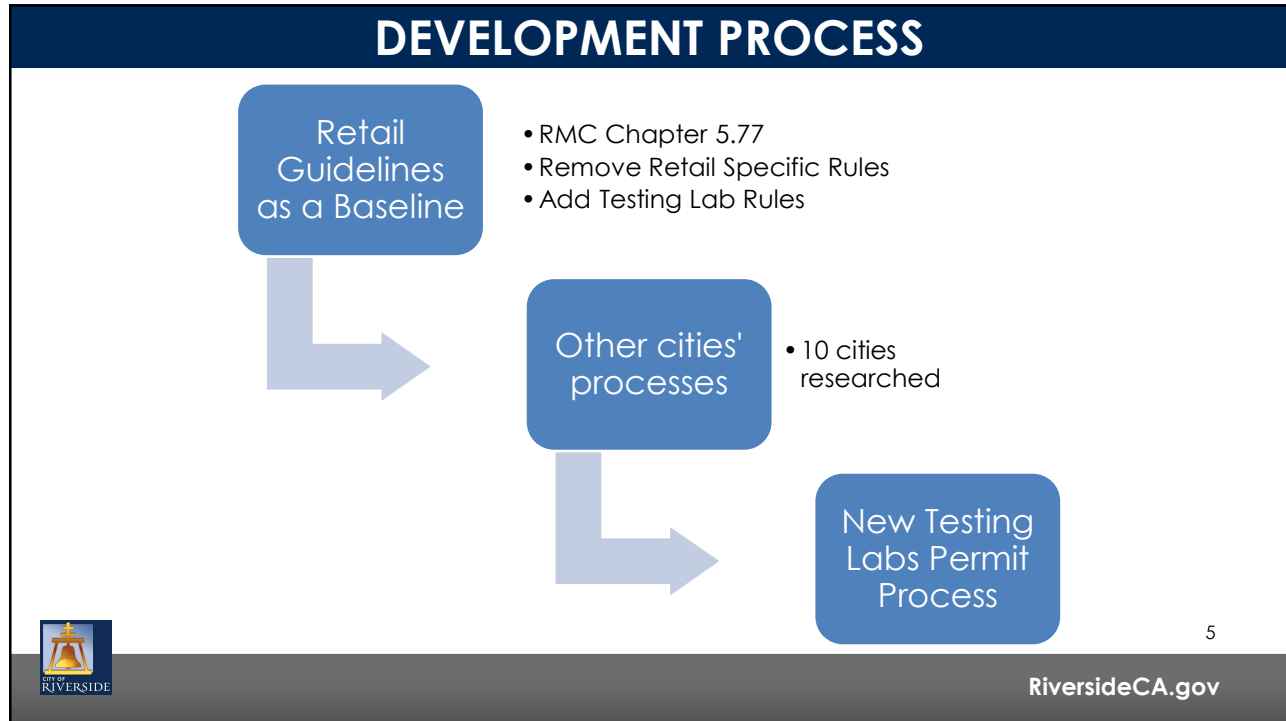 DEVELOPMENT PROCESS
Retail
Guidelines
as a Baseline
• RMC Chapter 5.77
• Remove Retail Specific Rules
• Add Testing Lab Rules
Other cities'
processes
• 10 cities
researched
New Testing
Labs Permit
Process
5
CITY OF
RIVERSIDE
RiversideCA.gov